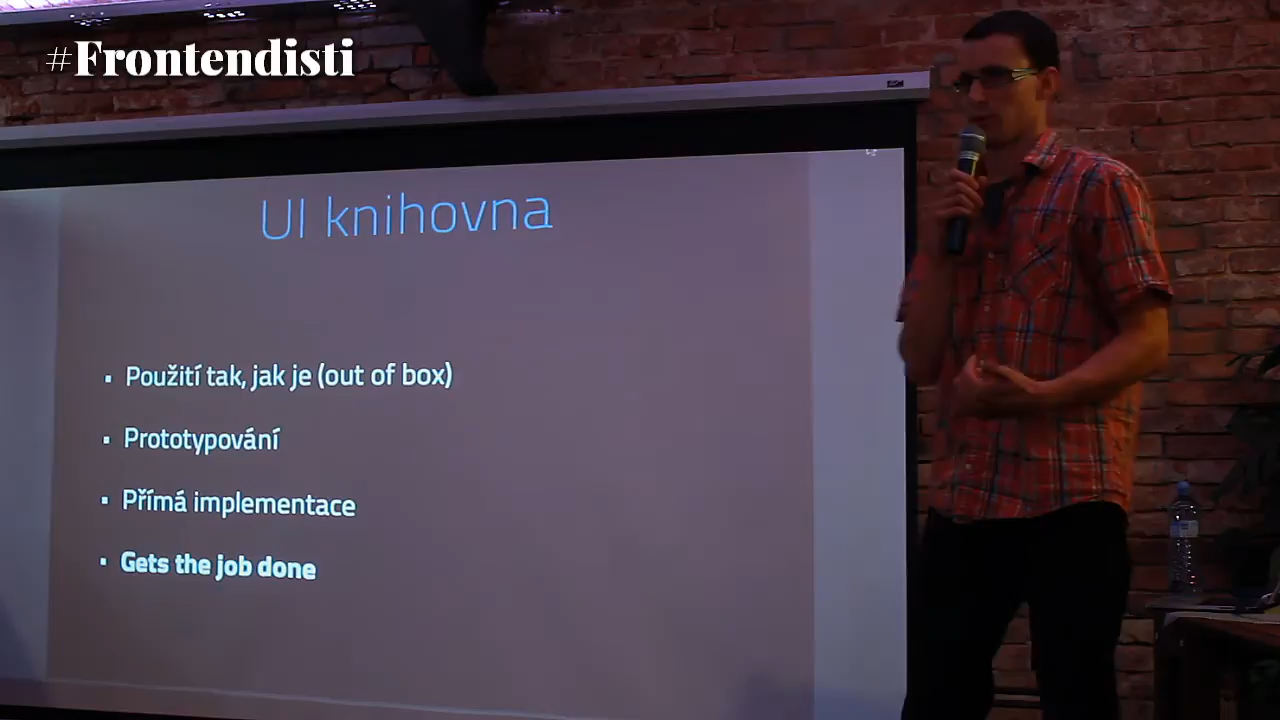 #Frontendisti
UI knihovna
▪ Použití tak, jak je (out of box)
▪ Prototypování
▪ Přímá implementace
▪ Gets the job done